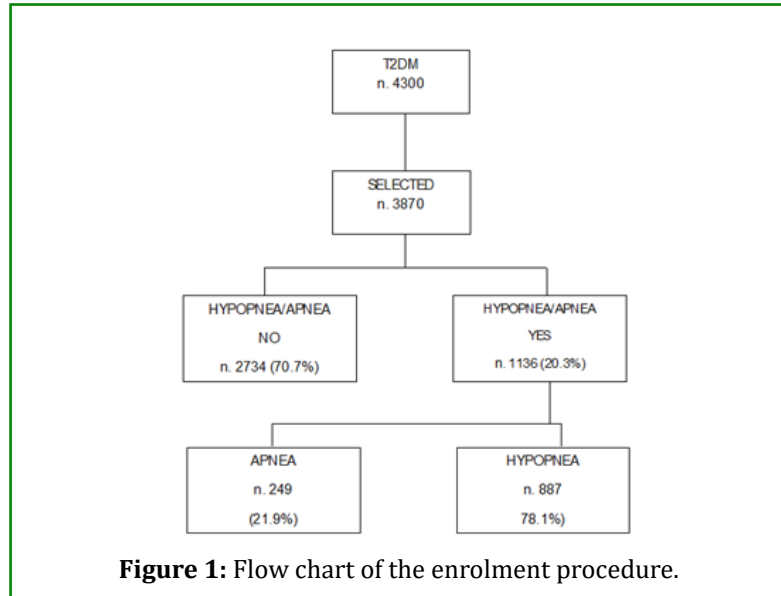 T2DM
n. 4300
SELECTED
n. 3870
HYPOPNEA/APNEA
NO
n. 2734 (70.7%)
HYPOPNEA/APNEA
YES
n. 1136 (20.3%)
APNEA
n. 249
(21.9%)
HYPOPNEA
n. 887
78.1%)
Figure 1: Flow chart of the enrolment procedure.